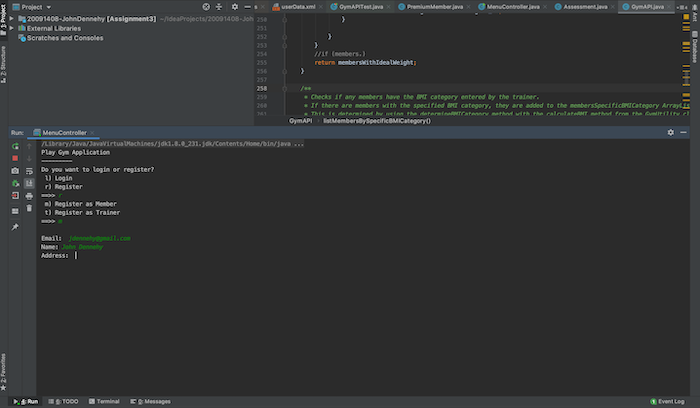 Project
20091408-JohnDennehy [Assignment3] ~/IdeaProjects/20091408-John
External Libraries
Scratches and Consoles
1: Project
Z: Structure
userData.xml
GymAPITest.java
PremiumMember.java
MenuController.java
Assessment.java
GymAPI.java
Ant
Database
250
251
252
253
254
255
256
257
258
259
260
}
}
}
//if (members.)
return membersWithIdealWeight;
}
/**
* Checks if any members have the BMI category entered by the trainer.
* If there are members with the specified BMI category, they are added to the membersSpecificBMICategory
* This is determined by using the determineBMICategory method with the calculateBMI method from the GymUtility
GymAPI
listMembersBySpecificBMICategory()
Run:
MenuController
/Library/Java/JavaVirtualMachines/jdk1.8.0_231.jdk/Contents/Home/bin/java ...
Play Gym Application
Do you want to login or register?
l) Login
r) Register
==>> r
m) Register as Member
t) Register as Trainer
==>> m
Email: jdennehy@gmail.com
Name: John Dennehy
Address:
2: Favorites
4: Run
6: TODO
Terminal
0: Messages
Event Log